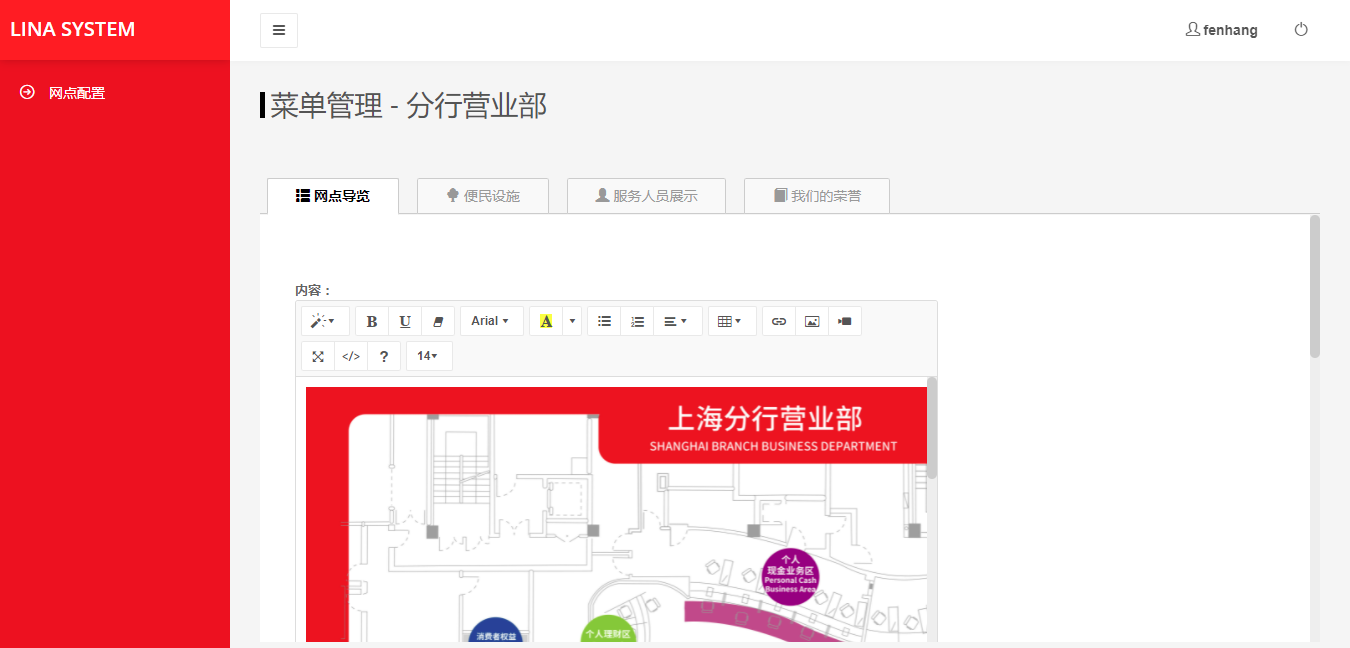 LINA SYSTEM
fenhang
网点配置
菜单管理 - 分行营业部
网点导览
便民设施
服务人员展示
我们的荣誉
内容：
B U Arial A
</> ? 14
上海分行营业部
SHANGHAI BRANCH BUSINESS DEPARTMENT
个人
现金业务区
Personal Cash
Business Area
消费者权益
个人理财区